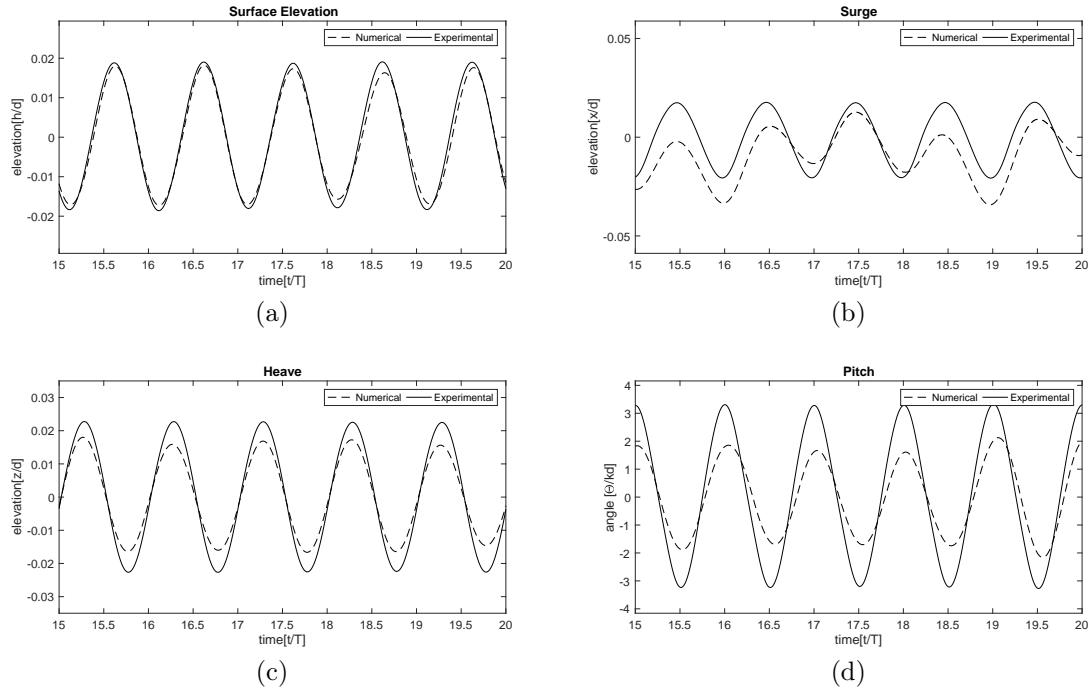 Surface Elevation
Numerical Experimental
elevation[h/d]
0.02
0.01
0
-0.01
-0.02
15 15.5 16 16.5 17 17.5 18 18.5 19 19.5 20
time[t/T]
(a)
Surge
Numerical Experimental
elevation[x/d]
0.05
0
-0.05
15 15.5 16 16.5 17 17.5 18 18.5 19 19.5 20
time[t/T]
(b)
Heave
Numerical Experimental
elevation[z/d]
0.03
0.02
0.01
0
-0.01
-0.02
-0.03
15 15.5 16 16.5 17 17.5 18 18.5 19 19.5 20
time[t/T]
(c)
Pitch
Numerical Experimental
angle [Θ/kd]
4
3
2
1
0
-1
-2
-3
-4
15 15.5 16 16.5 17 17.5 18 18.5 19 19.5 20
time[t/T]
(d)